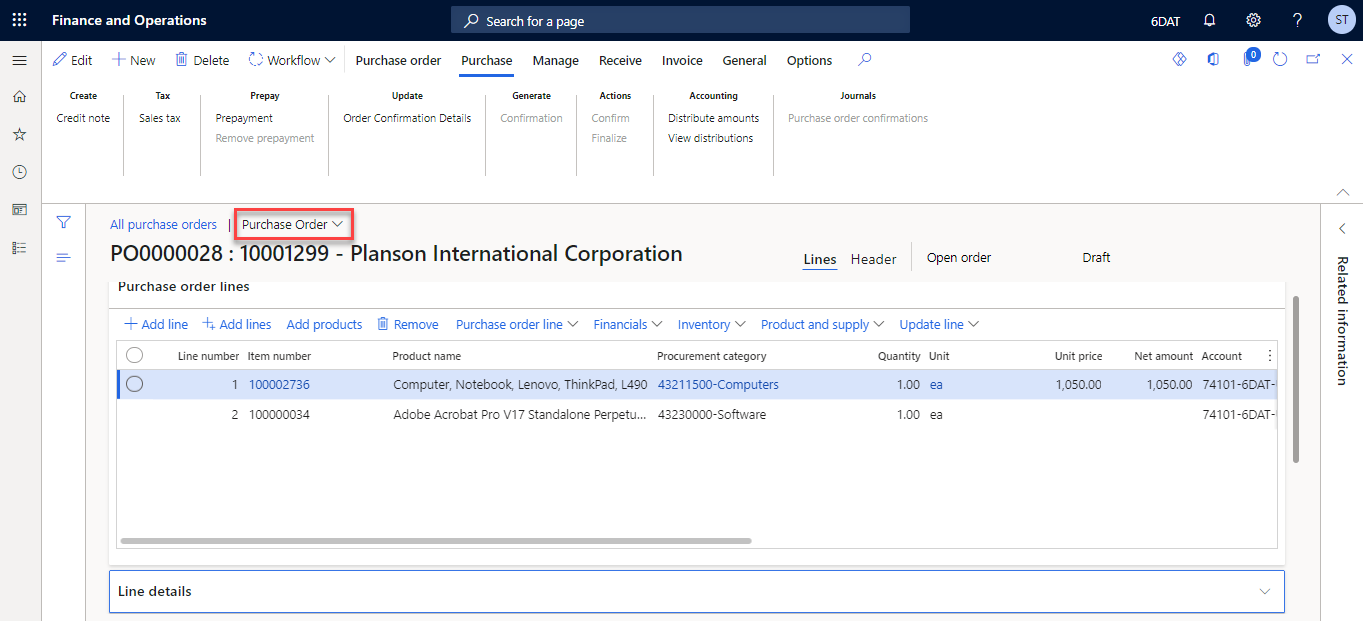 Finance and Operations Search for a page 6DAT ST
Edit New Delete Workflow Purchase order Purchase Manage Receive Invoice General Options 0
Create Tax Prepay Update Generate Actions Accounting Journals
Credit note Sales tax Prepayment Order Confirmation Details Confirmation Confirm Distribute amounts Purchase order confirmations
Remove prepayment Finalize View distributions
All purchase orders | Purchase Order
PO0000028 : 10001299 - Planson International Corporation Lines Header Open order Draft
Related information
Purchase order lines
Add line Add lines Add products Remove Purchase order line Financials Inventory Product and supply Update line
Line number Item number Product name Procurement category Quantity Unit Unit price Net amount Account
1 100002736 Computer, Notebook, Lenovo, ThinkPad, L490 43211500-Computers 1.00 ea 1,050.00 1,050.00 74101-6DAT-
2 100000034 Adobe Acrobat Pro V17 Standalone Perpetu... 43230000-Software 1.00 ea 74101-6DAT-
Line details